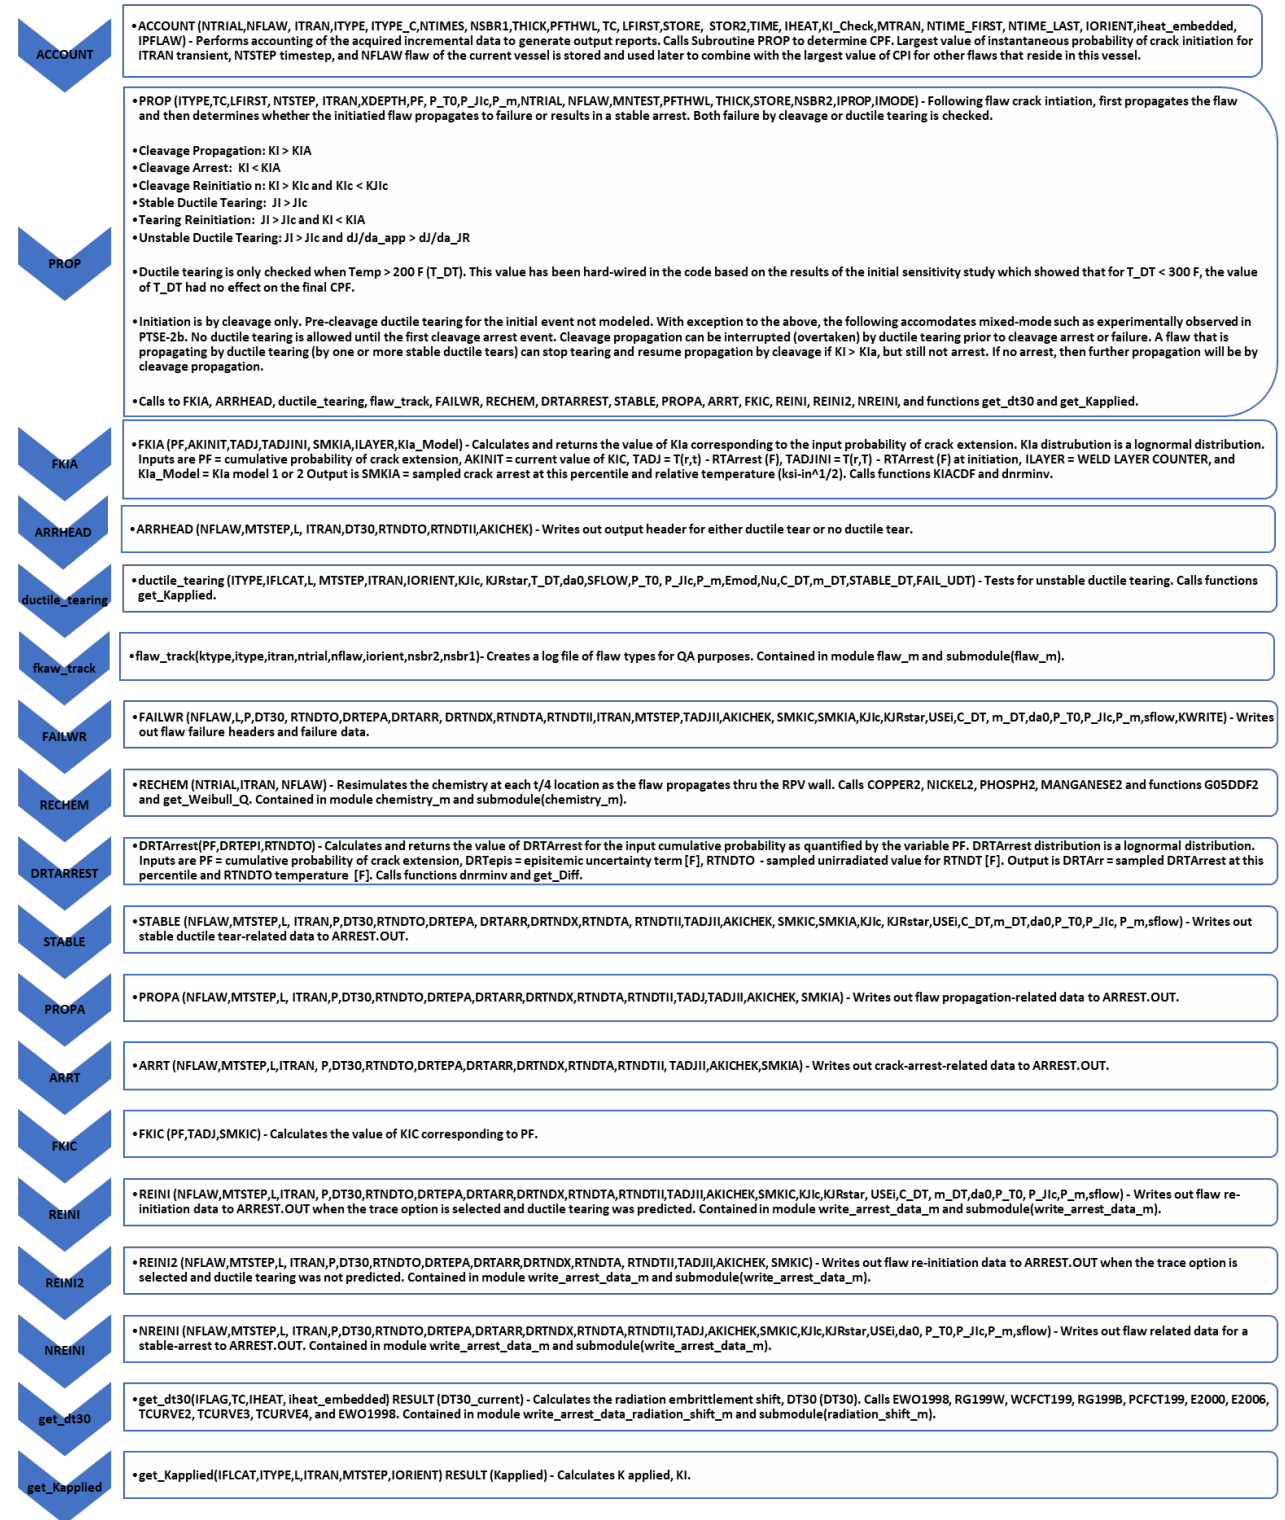 ACCOUNT
•ACCOUNT (NTRIAL,NFLAW, ITRAN,ITYPE, ITYPE_C,NTIMES, NSBR1,THICK,PFTHWL, TC, LFIRST,STORE, STOR2,TIME, IHEAT,KI_Check,MTRAN, NTIME_FIRST, NTIME_LAST, IORIENT,iheat_embedded,
IPFLAW) - Performs accounting of the acquired incremental data to generate output reports. Calls Subroutine PROP to determine CPF. Largest value of instantaneous probability of crack initiation for
ITRAN transient, NTSTEP timestep, and NFLAW flaw of the current vessel is stored and used later to combine with the largest value of CPI for other flaws that reside in this vessel.
PROP
•PROP (ITYPE,TC,LFIRST, NTSTEP, ITRAN,XDEPTH,PF, P_T0,P_JIc,P_m,NTRIAL, NFLAW,MNTEST,PFTHWL, THICK,STORE,NSBR2,IPROP,IMODE) - Following flaw crack intiation, first propagates the flaw
and then determines whether the initiatied flaw propagates to failure or results in a stable arrest. Both failure by cleavage or ductile tearing is checked.
•Cleavage Propagation: KI > KIA
•Cleavage Arrest: KI < KIA
•Cleavage Reinitiatio n: KI > KIc and KIc < KJIc
•Stable Ductile Tearing: JI > JIc
•Tearing Reinitiation: JI > JIc and KI < KIA
•Unstable Ductile Tearing: JI > JIc and dJ/da_app > dJ/da_JR
•Ductile tearing is only checked when Temp > 200 F (T_DT). This value has been hard-wired in the code based on the results of the initial sensitivity study which showed that for T_DT < 300 F, the value
of T_DT had no effect on the final CPF.
•Initiation is by cleavage only. Pre-cleavage ductile tearing for the initial event not modeled. With exception to the above, the following accomodates mixed-mode such as experimentally observed in
PTSE-2b. No ductile tearing is allowed until the first cleavage arrest event. Cleavage propagation can be interrupted (overtaken) by ductile tearing prior to cleavage arrest or failure. A flaw that is
propagating by ductile tearing (by one or more stable ductile tears) can stop tearing and resume propagation by cleavage if KI > KIa, but still not arrest. If no arrest, then further propagation will be by
cleavage propagation.
•Calls to FKIA, ARRHEAD, ductile_tearing, flaw_track, FAILWR, RECHEM, DRTARREST, STABLE, PROPA, ARRT, FKIC, REINI, REINI2, NREINI, and functions get_dt30 and get_Kapplied.
FKIA
•FKIA (PF,AKINIT,TADJ,TADJINI, SMKIA,ILAYER,KIa_Model) - Calculates and returns the value of KIa corresponding to the input probability of crack extension. KIa distrubution is a lognormal distribution.
Inputs are PF = cumulative probability of crack extension, AKINIT = current value of KIC, TADJ = T(r,t) - RTArrest (F), TADJINI = T(r,T) - RTArrest (F) at initiation, ILAYER = WELD LAYER COUNTER, and
KIa_Model = KIa model 1 or 2 Output is SMKIA = sampled crack arrest at this percentile and relative temperature (ksi-in^1/2). Calls functions KIACDF and dnrminv.
ARRHEAD
•ARRHEAD (NFLAW,MTSTEP,L, ITRAN,DT30,RTNDTO,RTNDTII,AKICHEK) - Writes out output header for either ductile tear or no ductile tear.
ductile_tearing
•ductile_tearing (ITYPE,IFLCAT,L, MTSTEP,ITRAN,IORIENT,KJIc, KJRstar,T_DT,da0,SFLOW,P_T0, P_JIc,P_m,Emod,Nu,C_DT,m_DT,STABLE_DT,FAIL_UDT) - Tests for unstable ductile tearing. Calls functions
get_Kapplied.
fkaw_track
•flaw_track(ktype,itype,itran,ntrial,nflaw,iorient,nsbr2,nsbr1)- Creates a log file of flaw types for QA purposes. Contained in module flaw_m and submodule(flaw_m).
FAILWR
•FAILWR (NFLAW,L,P,DT30, RTNDTO,DRTEPA,DRTARR, DRTNDX,RTNDTA,RTNDTII,ITRAN,MTSTEP,TADJII,AKICHEK, SMKIC,SMKIA,KJIc,KJRstar,USEi,C_DT, m_DT,da0,P_T0,P_JIc,P_m,sflow,KWRITE) - Writes
out flaw failure headers and failure data.
RECHEM
•RECHEM (NTRIAL,ITRAN, NFLAW) - Resimulates the chemistry at each t/4 location as the flaw propagates thru the RPV wall. Calls COPPER2, NICKEL2, PHOSPH2, MANGANESE2 and functions G05DDF2
and get_Weibull_Q. Contained in module chemistry_m and submodule(chemistry_m).
DRTARREST
•DRTArrest(PF,DRTEPI,RTNDTO) - Calculates and returns the value of DRTArrest for the input cumulative probability as quantified by the variable PF. DRTArrest distribution is a lognormal distribution.
Inputs are PF = cumulative probability of crack extension, DRTepis = episitemic uncertainty term [F], RTNDTO - sampled unirradiated value for RTNDT [F]. Output is DRTArr = sampled DRTArrest at this
percentile and RTNDTO temperature [F]. Calls functions dnrminv and get_Diff.
STABLE
•STABLE (NFLAW,MTSTEP,L, ITRAN,P,DT30,RTNDTO,DRTEPA, DRTARR,DRTNDX,RTNDTA, RTNDTII,TADJII,AKICHEK, SMKIC,SMKIA,KJIc, KJRstar,USEi,C_DT,m_DT,da0,P_T0,P_JIc, P_m,sflow) - Writes out
stable ductile tear-related data to ARREST.OUT.
PROPA
•PROPA (NFLAW,MTSTEP,L, ITRAN,P,DT30,RTNDTO,DRTEPA,DRTARR,DRTNDX,RTNDTA,RTNDTII,TADJ,TADJII,AKICHEK, SMKIA) - Writes out flaw propagation-related data to ARREST.OUT.
ARRT
•ARRT (NFLAW,MTSTEP,L,ITRAN, P,DT30,RTNDTO,DRTEPA,DRTARR,DRTNDX,RTNDTA,RTNDTII, TADJII,AKICHEK,SMKIA) - Writes out crack-arrest-related data to ARREST.OUT.
FKIC
•FKIC (PF,TADJ,SMKIC) - Calculates the value of KIC corresponding to PF.
REINI
•REINI (NFLAW,MTSTEP,L,ITRAN, P,DT30,RTNDTO,DRTEPA,DRTARR,DRTNDX,RTNDTA,RTNDTII,TADJII,AKICHEK,SMKIC,KJIc,KJRstar, USEi,C_DT, m_DT,da0,P_T0, P_JIc,P_m,sflow) - Writes out flaw re-
initiation data to ARREST.OUT when the trace option is selected and ductile tearing was predicted. Contained in module write_arrest_data_m and submodule(write_arrest_data_m).
REINI2
•REINI2 (NFLAW,MTSTEP,L, ITRAN,P,DT30,RTNDTO,DRTEPA,DRTARR,DRTNDX,RTNDTA, RTNDTII,TADJII,AKICHEK, SMKIC) - Writes out flaw re-initiation data to ARREST.OUT when the trace option is
selected and ductile tearing was not predicted. Contained in module write_arrest_data_m and submodule(write_arrest_data_m).
NREINI
•NREINI (NFLAW,MTSTEP,L, ITRAN,P,DT30,RTNDTO,DRTEPA,DRTARR,DRTNDX,RTNDTA,RTNDTII,TADJ,AKICHEK,SMKIC,KJIc,KJRstar,USEi,da0, P_T0,P_JIc,P_m,sflow) - Writes out flaw related data for a
stable-arrest to ARREST.OUT. Contained in module write_arrest_data_m and submodule(write_arrest_data_m).
get_dt30
•get_dt30(IFLAG,TC,IHEAT, iheat_embedded) RESULT (DT30_current) - Calculates the radiation embrittlement shift, DT30 (DT30). Calls EWO1998, RG199W, WCFCT199, RG199B, PCFCT199, E2000, E2006,
TCURVE2, TCURVE3, TCURVE4, and EWO1998. Contained in module write_arrest_data_radiation_shift_m and submodule(radiation_shift_m).
get_Kapplied
•get_Kapplied(IFLCAT,ITYPE,L,ITRAN,MTSTEP,IORIENT) RESULT (Kapplied) - Calculates K applied, KI.